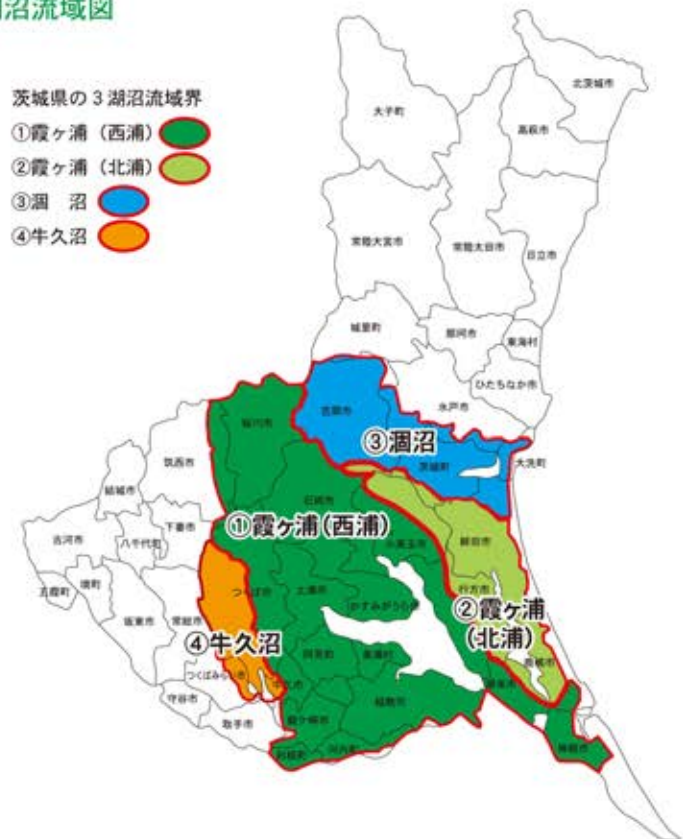 沼流域図
茨城県の3湖沼流域界
①霞ヶ浦（西浦）
②霞ヶ浦（北浦）
③涸　沼
④牛久沼
北茨城市
大子町
高萩市
常陸大宮市
常陸太田市
日立市
城里町
那珂市
東海村
ひたちなか市
水戸市
笠間市
③涸沼
茨城町
大洗町
桜川市
筑西市
結城市
石岡市
①霞ヶ浦（西浦）
小美玉市
鉾田市
古河市
八千代町
下妻市
五霞町
境町
坂東市
常総市
つくば市
土浦市
かすみがうら市
行方市
②霞ヶ浦
（北浦）
④牛久沼
阿見町
美浦村
鹿嶋市
つくばみらい市
牛久市
守谷市
取手市
龍ケ崎市
稲敷市
潮来市
利根町
河内町
神栖市